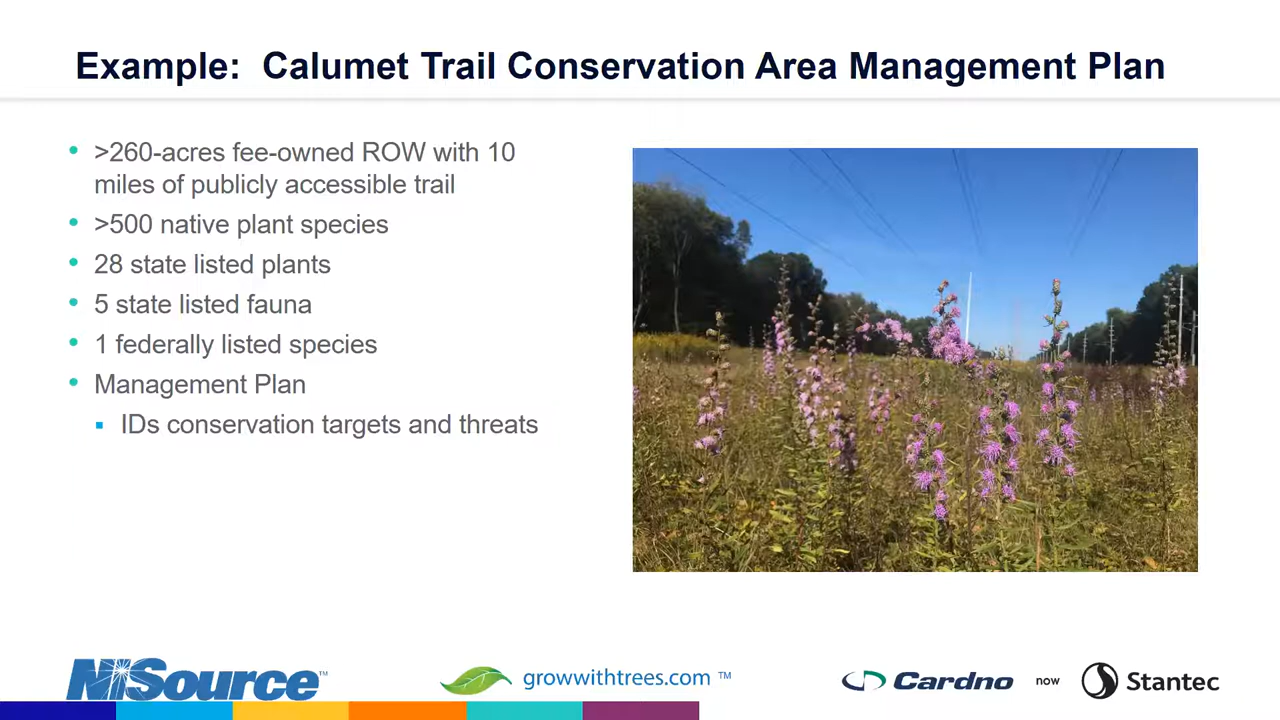 Example: Calumet Trail Conservation Area Management Plan
>260-acres fee-owned ROW with 10
miles of publicly accessible trail
>500 native plant species
28 state listed plants
5 state listed fauna
1 federally listed species
Management Plan
IDs conservation targets and threats
NiSource™
growwithtrees.com ™
Cardno now Stantec